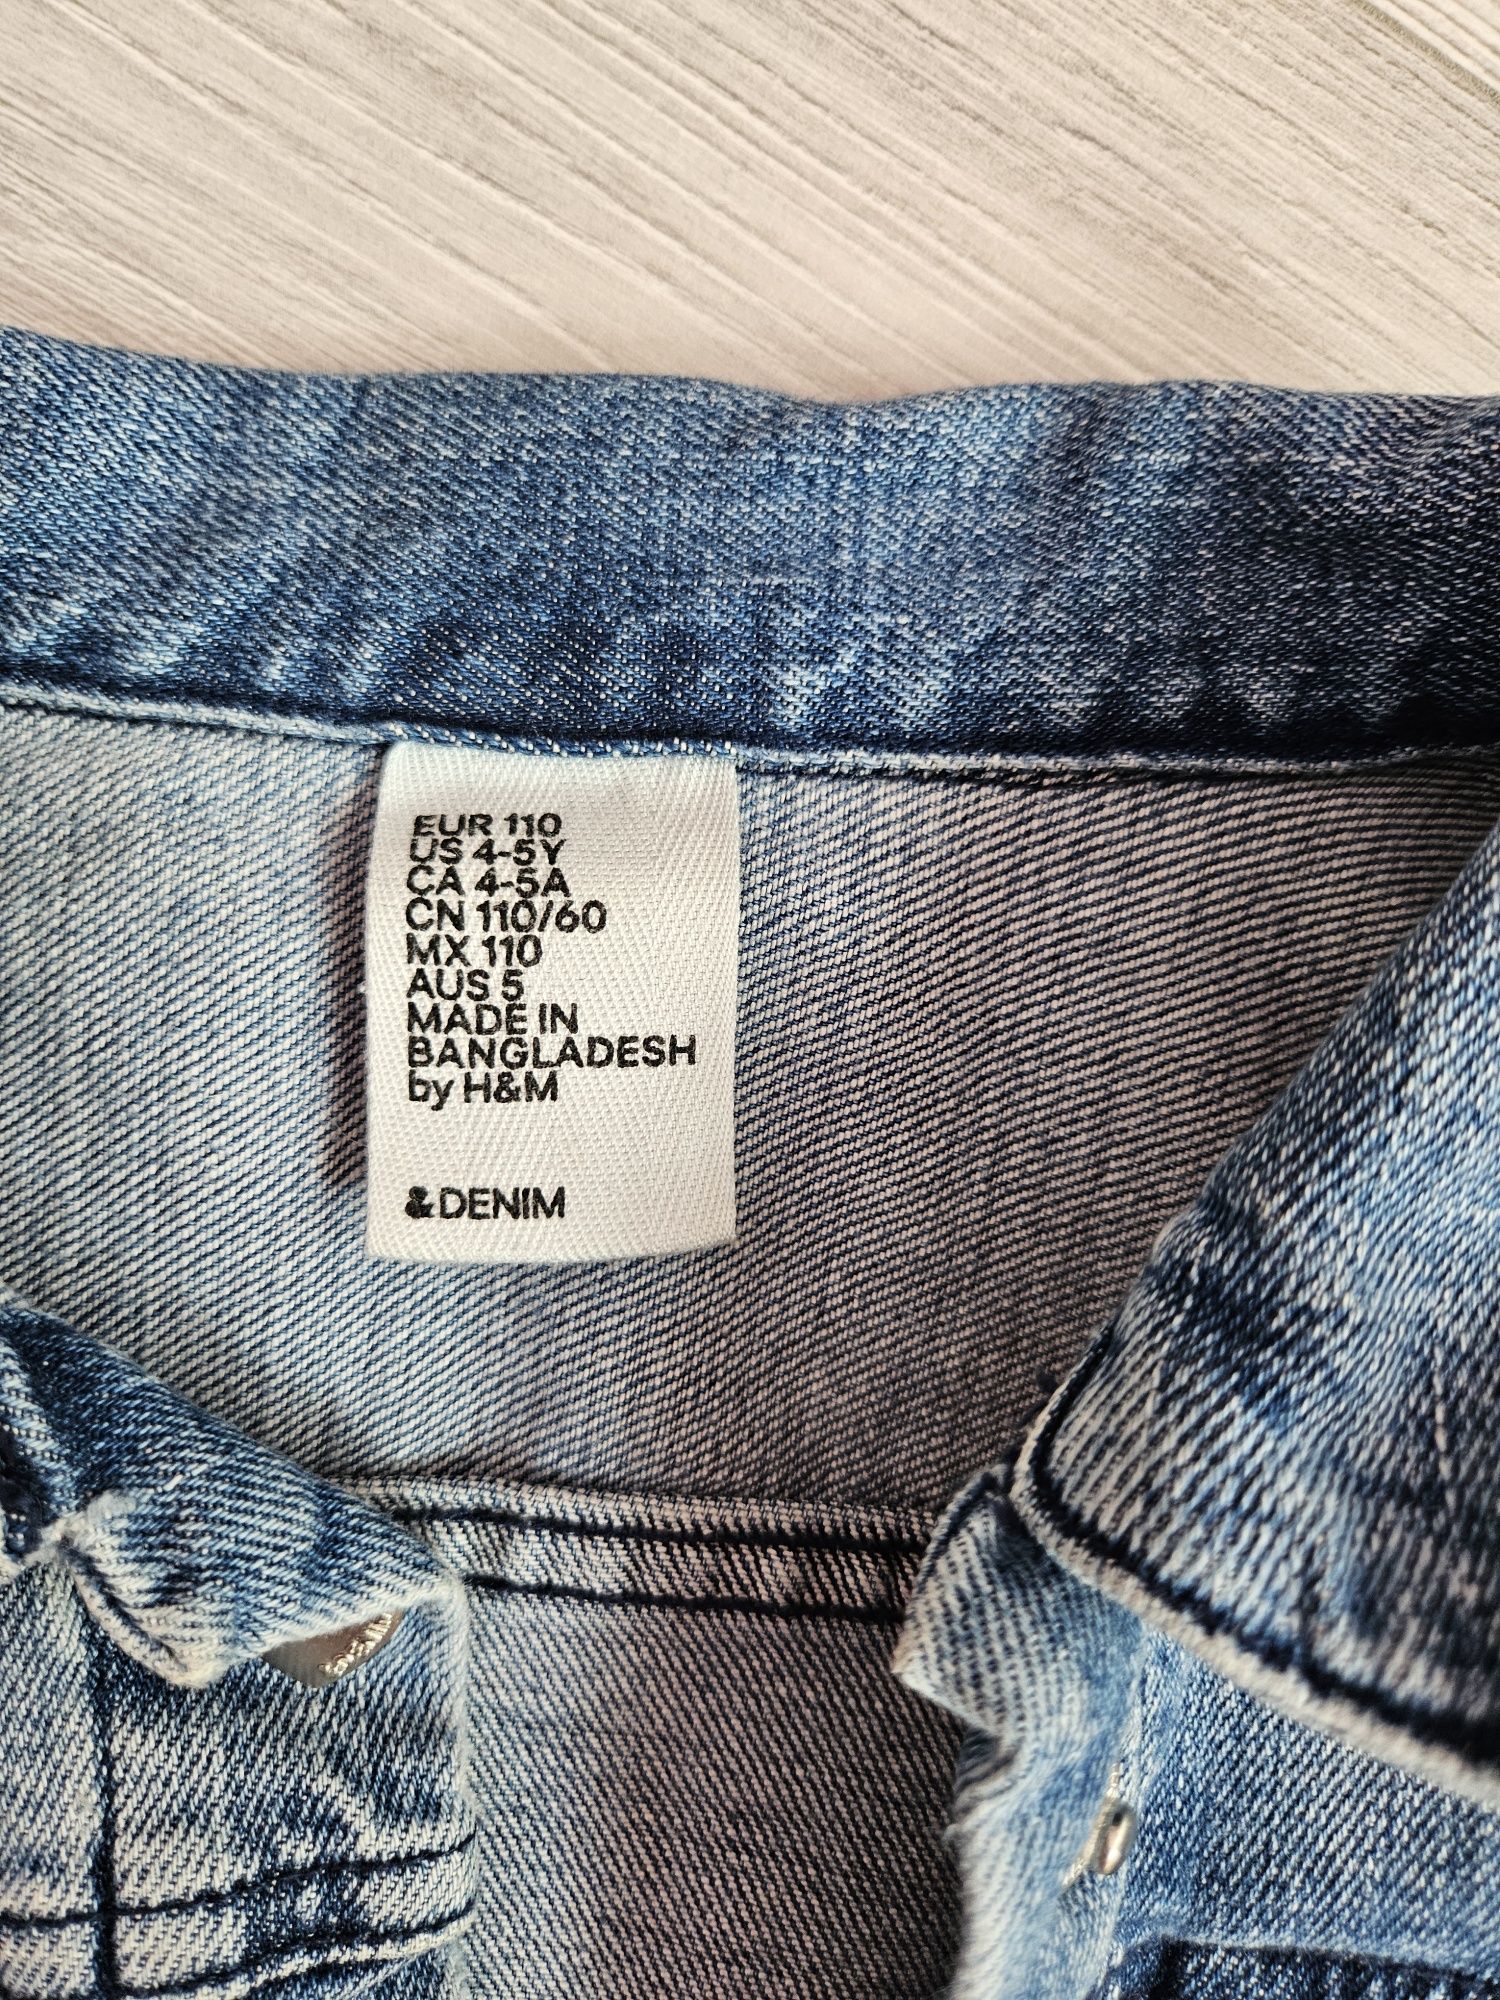 EUR 110
US 4-5Y
CA 4-5A
CN 110/60
MX 110
AUS 5
MADE IN
BANGLADESH
by H&M
&DENIM